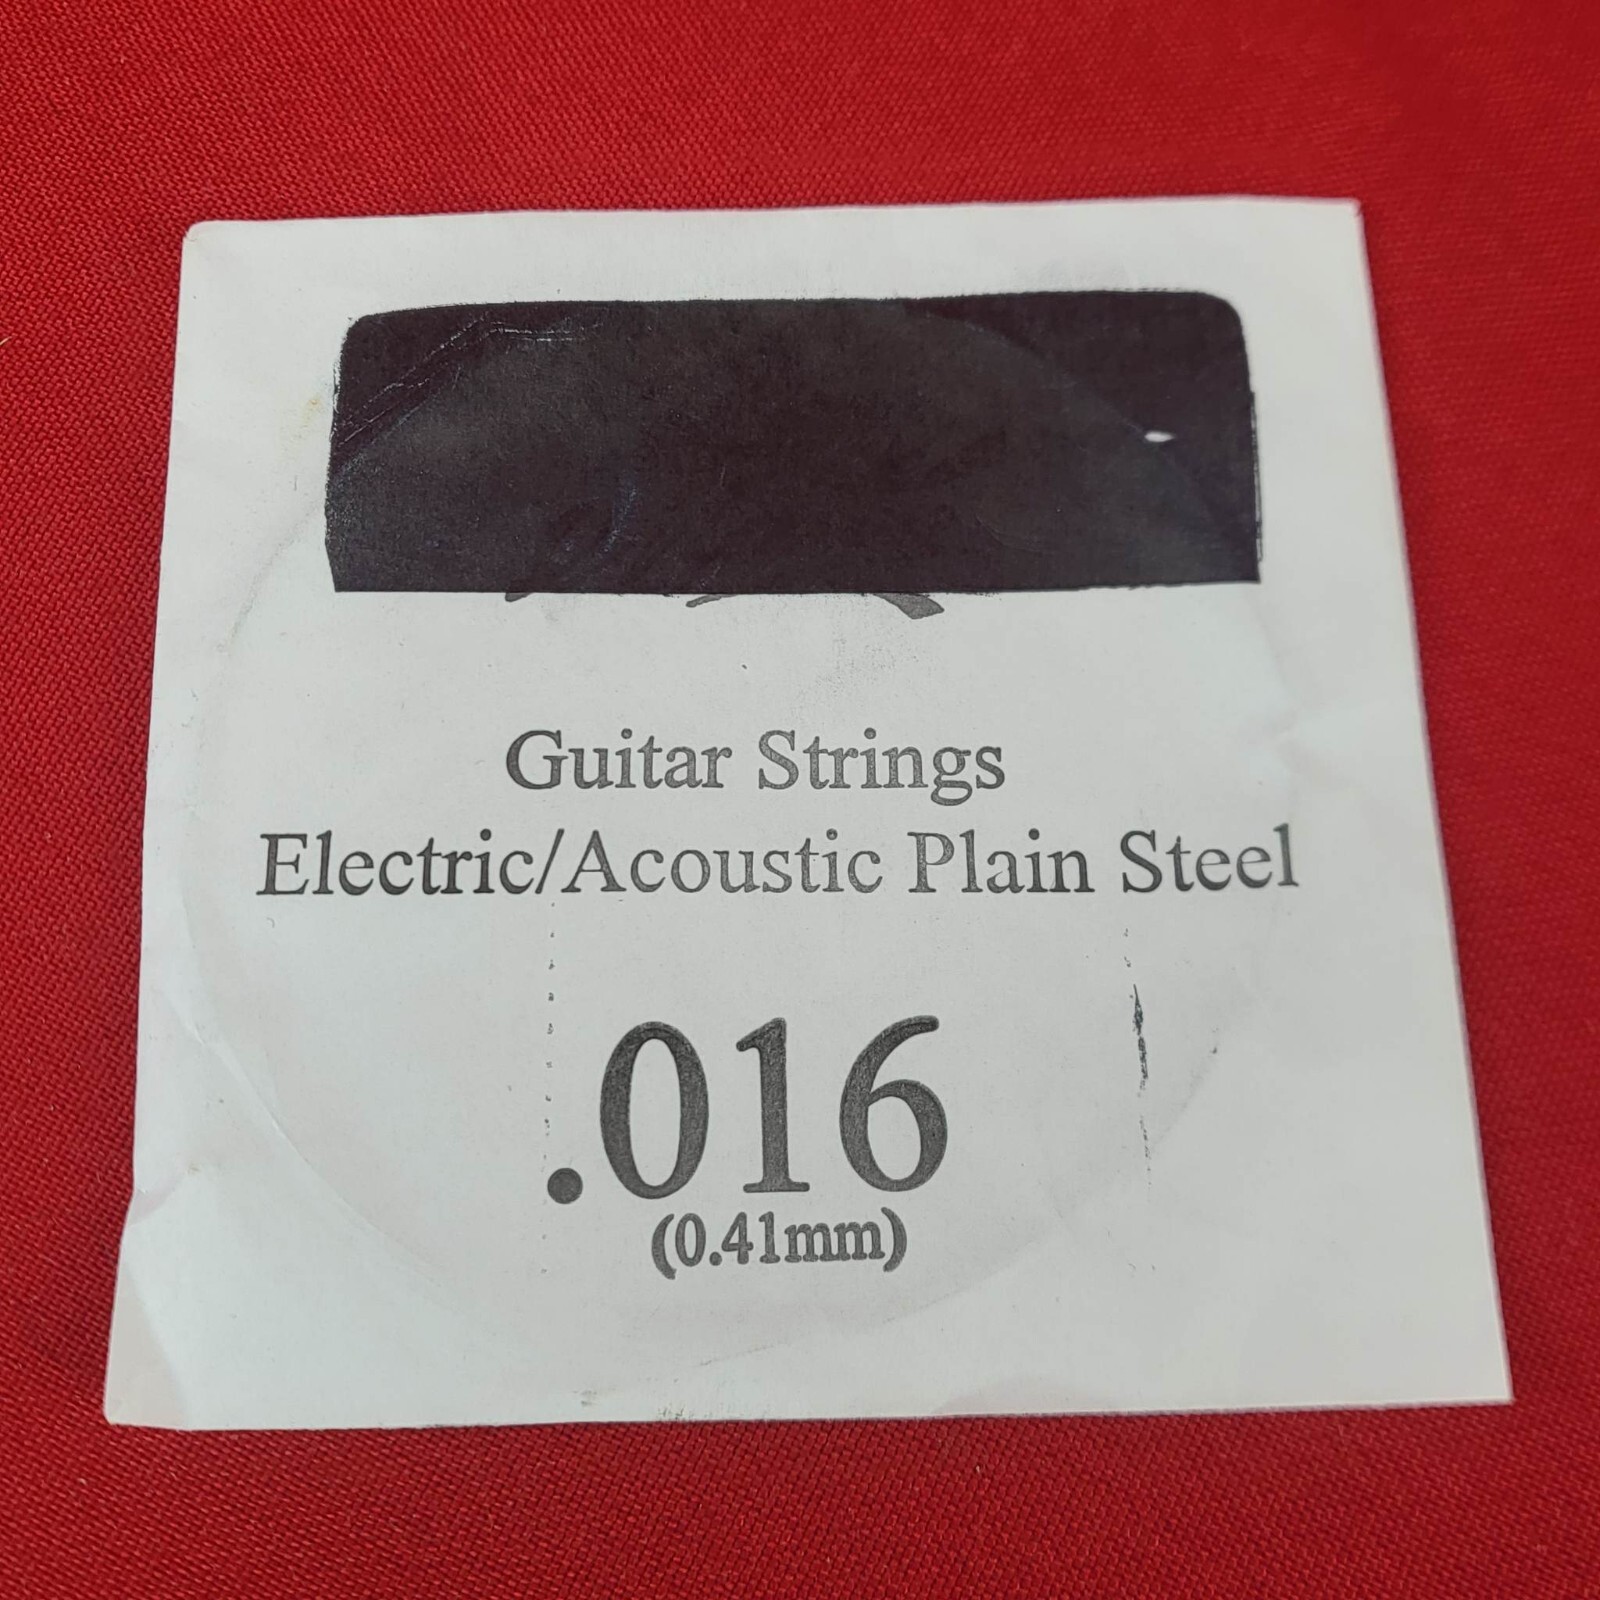 Guitar Strings
Electric/Acoustic Plain Steel
.016
(0.41mm)